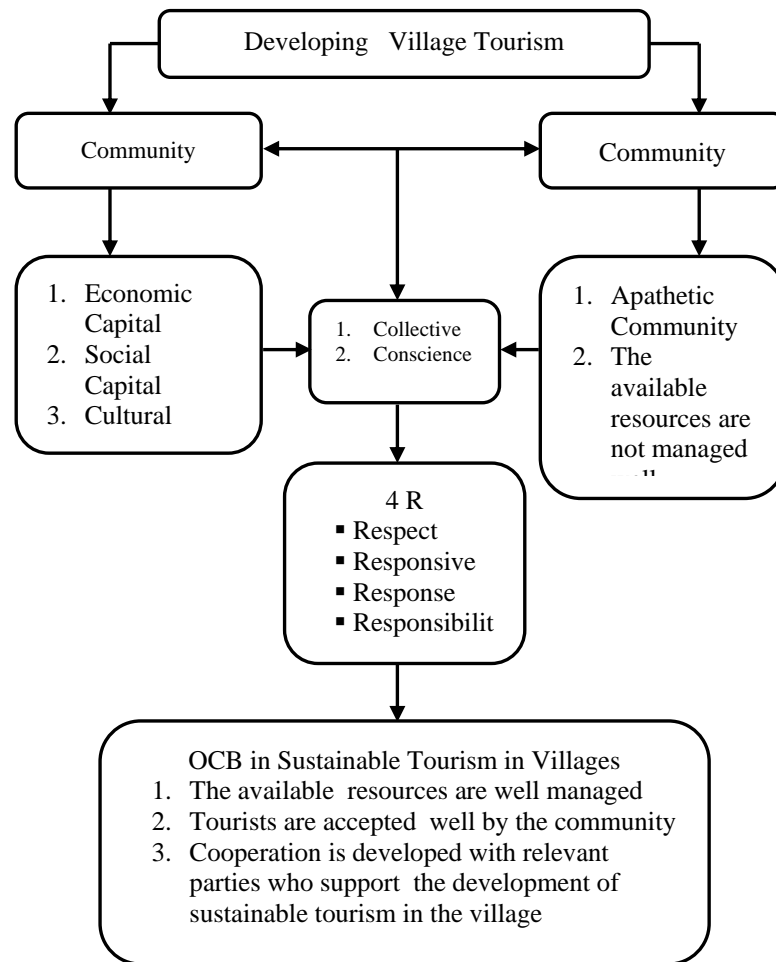 Developing Village Tourism
Community
Community
1. Economic
Capital
2. Social
Capital
3. Cultural
1. Collective
2. Conscience
1. Apathetic
Community
2. The
available
resources are
not managed
4 R
▪ Respect
▪ Responsive
▪ Response
▪ Responsibilit
OCB in Sustainable Tourism in Villages
1. The available resources are well managed
2. Tourists are accepted well by the community
3. Cooperation is developed with relevant
parties who support the development of
sustainable tourism in the village